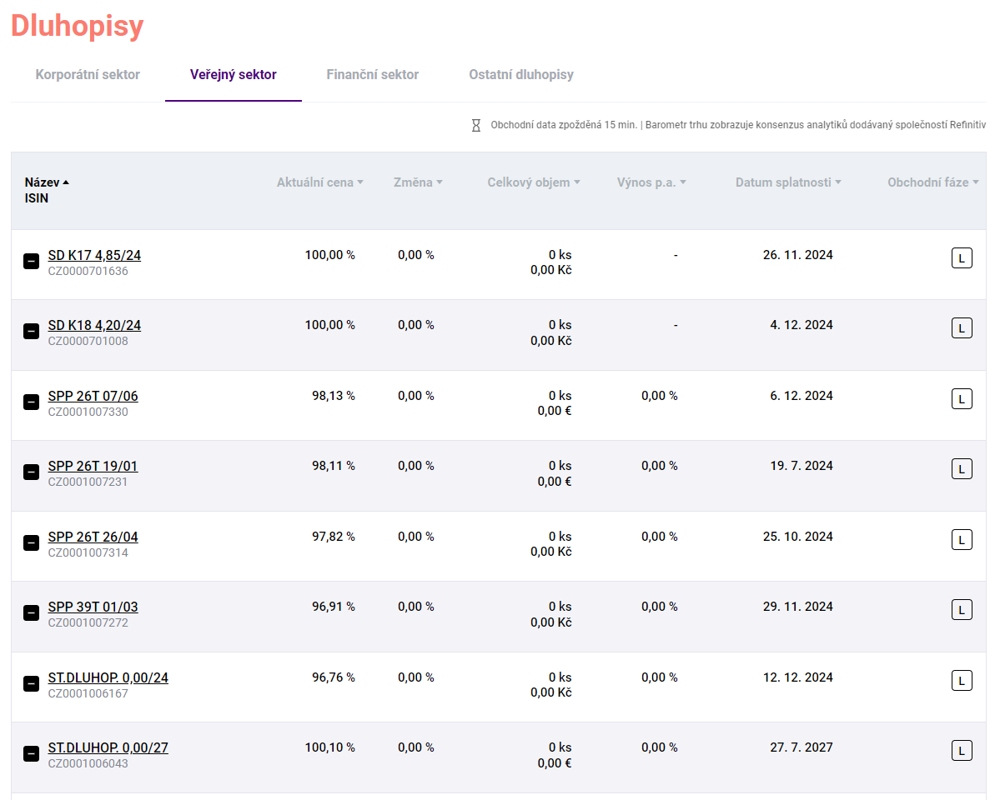 Dluhopisy
Korporátní sektor Veřejný sektor Finanční sektor Ostatní dluhopisy
Obchodní data zpožděná 15 min. | Barometr trhu zobrazuje konsenzus analytiků dodávaný společností Refinitiv
Název Aktuální cena Změna Celkový objem Výnos p.a. Datum splatnosti Obchodní fáze
ISIN
SD K17 4,85/24 100,00 % 0,00 % 0 ks - 26. 11. 2024 L
CZ0000701636 0,00 Kč
SD K18 4,20/24 100,00 % 0,00 % 0 ks - 4. 12. 2024 L
CZ0000701008 0,00 Kč
SPP 26T 07/06 98,13 % 0,00 % 0 ks 0,00 % 6. 12. 2024 L
CZ0001007330 0,00 €
SPP 26T 19/01 98,11 % 0,00 % 0 ks 0,00 % 19. 7. 2024 L
CZ0001007231 0,00 €
SPP 26T 26/04 97,82 % 0,00 % 0 ks 0,00 % 25. 10. 2024 L
CZ0001007314 0,00 Kč
SPP 39T 01/03 96,91 % 0,00 % 0 ks 0,00 % 29. 11. 2024 L
CZ0001007272 0,00 Kč
ST.DLUHOP. 0,00/24 96,76 % 0,00 % 0 ks 0,00 % 12. 12. 2024 L
CZ0001006167 0,00 Kč
ST.DLUHOP. 0,00/27 100,10 % 0,00 % 0 ks 0,00 % 27. 7. 2027 L
CZ0001006043 0,00 €